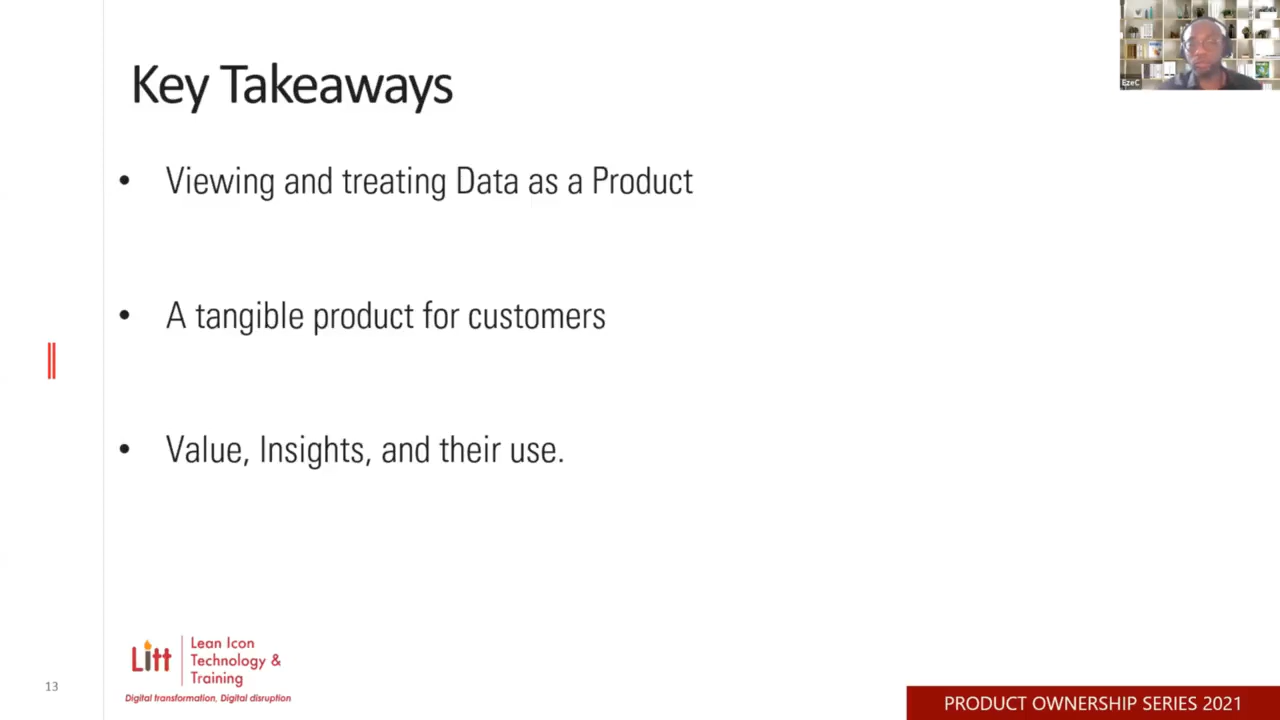 EzeC
Key Takeaways
• Viewing and treating Data as a Product
• A tangible product for customers
• Value, Insights, and their use.
Litt
Lean Icon
Technology &
Training
Digital transformation, Digital disruption
13
PRODUCT OWNERSHIP SERIES 2021